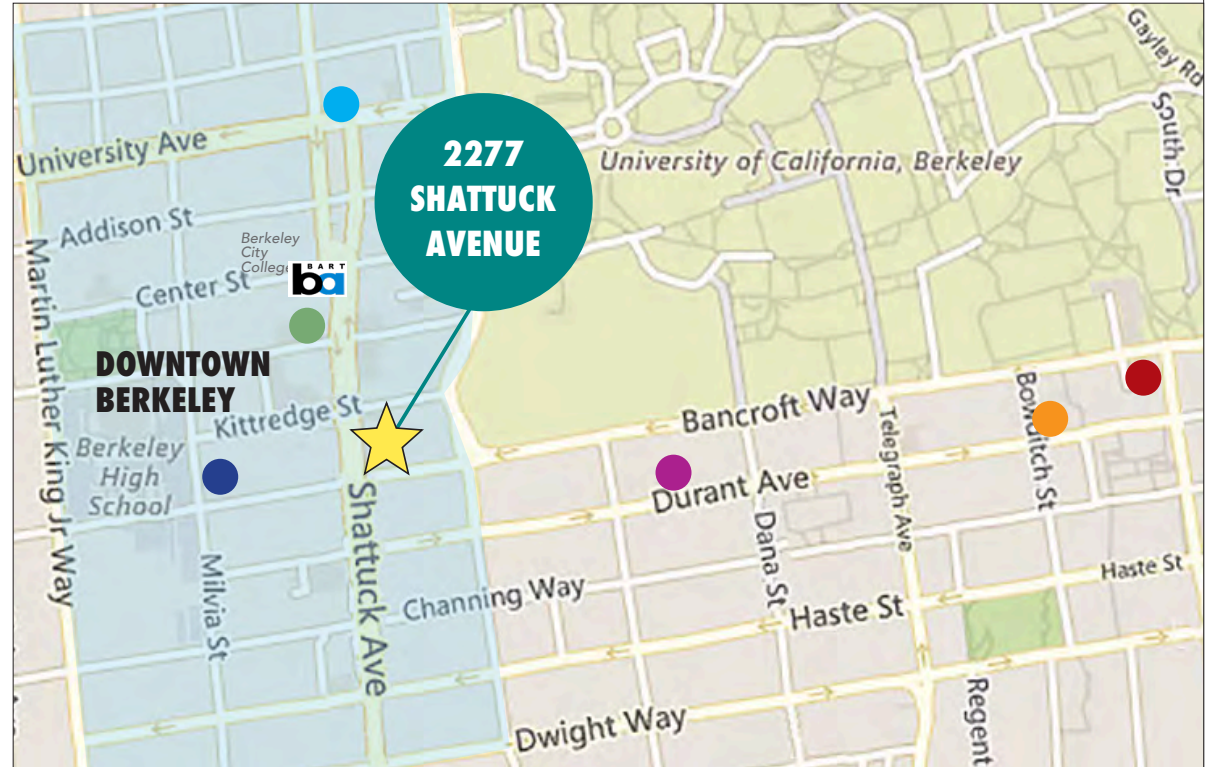 Gayley Rd
South Dr
University Ave
2277
SHATTUCK
AVENUE
University of California, Berkeley
Addison St
Berkeley
City
College
BART
ba
Center St
Martin Luther King Jr Way
DOWNTOWN
BERKELEY
Kittredge St
Bancroft Way
Bowditch St
Berkeley
High
School
Telegraph Ave
Durant Ave
Shattuck Ave
Dana St
Milvia St
Channing Way
Haste St
Haste St
Regent
Dwight Way